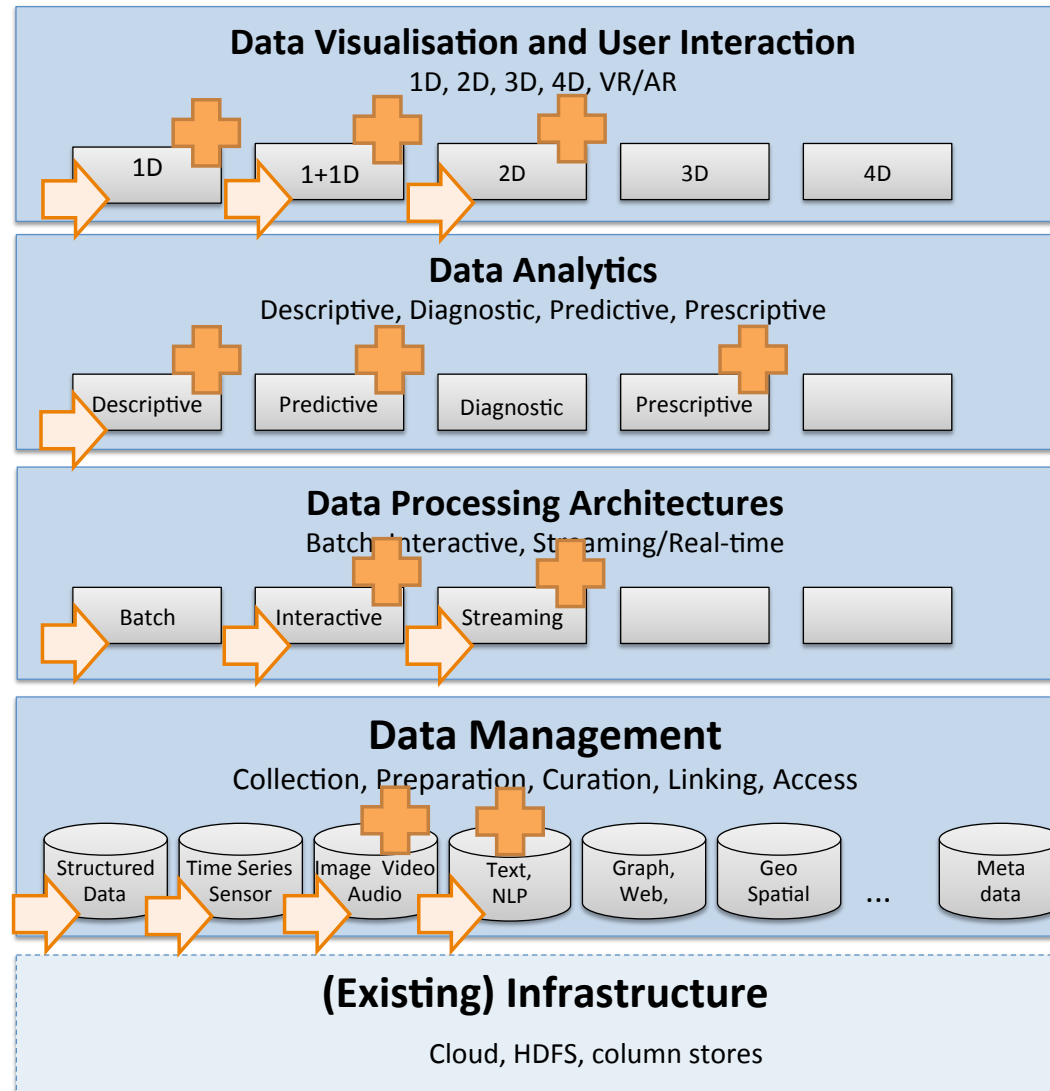 Data Visualisation and User Interaction
1D, 2D, 3D, 4D, VR/AR
1D
1+1D
2D
3D
4D
Data Analytics
Descriptive, Diagnostic, Predictive, Prescriptive
Descriptive
Predictive
Diagnostic
Prescriptive
Data Processing Architectures
Batch, Interactive, Streaming/Real-time
Batch
Interactive
Streaming
Data Management
Collection, Preparation, Curation, Linking, Access
Structured
Data
Time Series
Sensor
Image Video
Audio
Text,
NLP
Graph,
Web,
Geo
Spatial
...
Meta
data
(Existing) Infrastructure
Cloud, HDFS, column stores